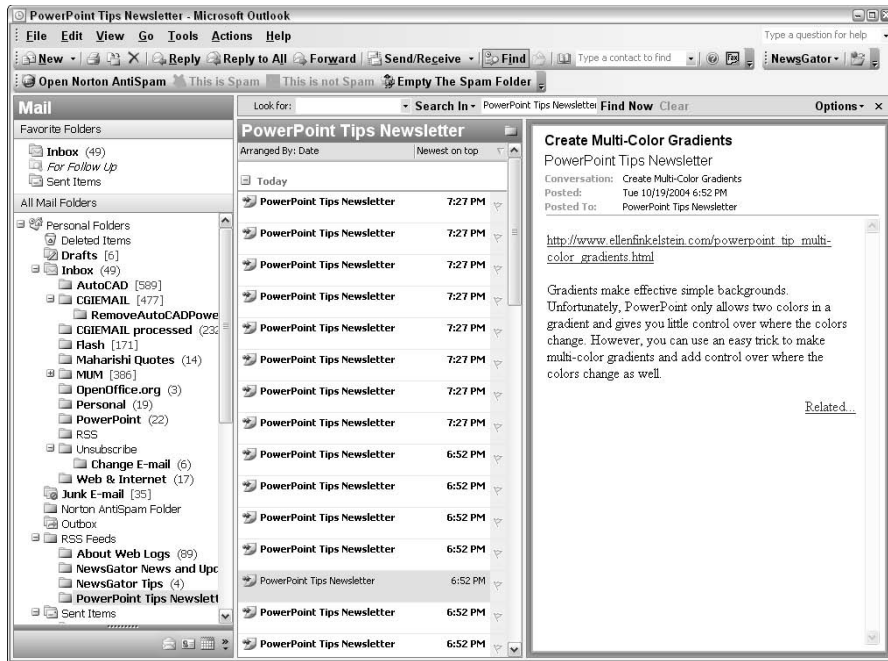 PowerPoint Tips Newsletter - Microsoft Outlook
File Edit View Go Tools Actions Help
Type a question for help
New Reply Reply to All Forward Send/Receive Find Type a contact to find NewsGator
Open Norton AntiSpam This is Spam This is not Spam Empty The Spam Folder
Mail
Favorite Folders
Inbox (49)
For Follow Up
Sent Items
All Mail Folders
Personal Folders
Deleted Items
Drafts [6]
Inbox (49)
AutoCAD [589]
CGIEMAIL [477]
RemoveAutoCADPowe
CGIEMAIL processed (232
Flash [171]
Maharishi Quotes (14)
MUM [386]
OpenOffice.org (3)
Personal (19)
PowerPoint (22)
RSS
Unsubscribe
Change E-mail (6)
Web & Internet (17)
Junk E-mail [35]
Norton AntiSpam Folder
Outbox
RSS Feeds
About Web Logs (89)
NewsGator News and Upd
NewsGator Tips (4)
PowerPoint Tips Newslett
Sent Items
Look for: Search In PowerPoint Tips Newsletter Find Now Clear Options
PowerPoint Tips Newsletter
Arranged By: Date Newest on top
Today
PowerPoint Tips Newsletter 7:27 PM
PowerPoint Tips Newsletter 7:27 PM
PowerPoint Tips Newsletter 7:27 PM
PowerPoint Tips Newsletter 7:27 PM
PowerPoint Tips Newsletter 7:27 PM
PowerPoint Tips Newsletter 7:27 PM
PowerPoint Tips Newsletter 7:27 PM
PowerPoint Tips Newsletter 7:27 PM
PowerPoint Tips Newsletter 6:52 PM
PowerPoint Tips Newsletter 6:52 PM
PowerPoint Tips Newsletter 6:52 PM
PowerPoint Tips Newsletter 6:52 PM
PowerPoint Tips Newsletter 6:52 PM
PowerPoint Tips Newsletter 6:52 PM
PowerPoint Tips Newsletter 6:52 PM
Create Multi-Color Gradients
PowerPoint Tips Newsletter
Conversation: Create Multi-Color Gradients
Posted: Tue 10/19/2004 6:52 PM
Posted To: PowerPoint Tips Newsletter
http://www.ellenfinkelstein.com/powerpoint_tip_multi-
color_gradients.html
Gradients make effective simple backgrounds.
Unfortunately, PowerPoint only allows two colors in a
gradient and gives you little control over where the colors
change. However, you can use an easy trick to make
multi-color gradients and add control over where the
colors change as well.
Related...